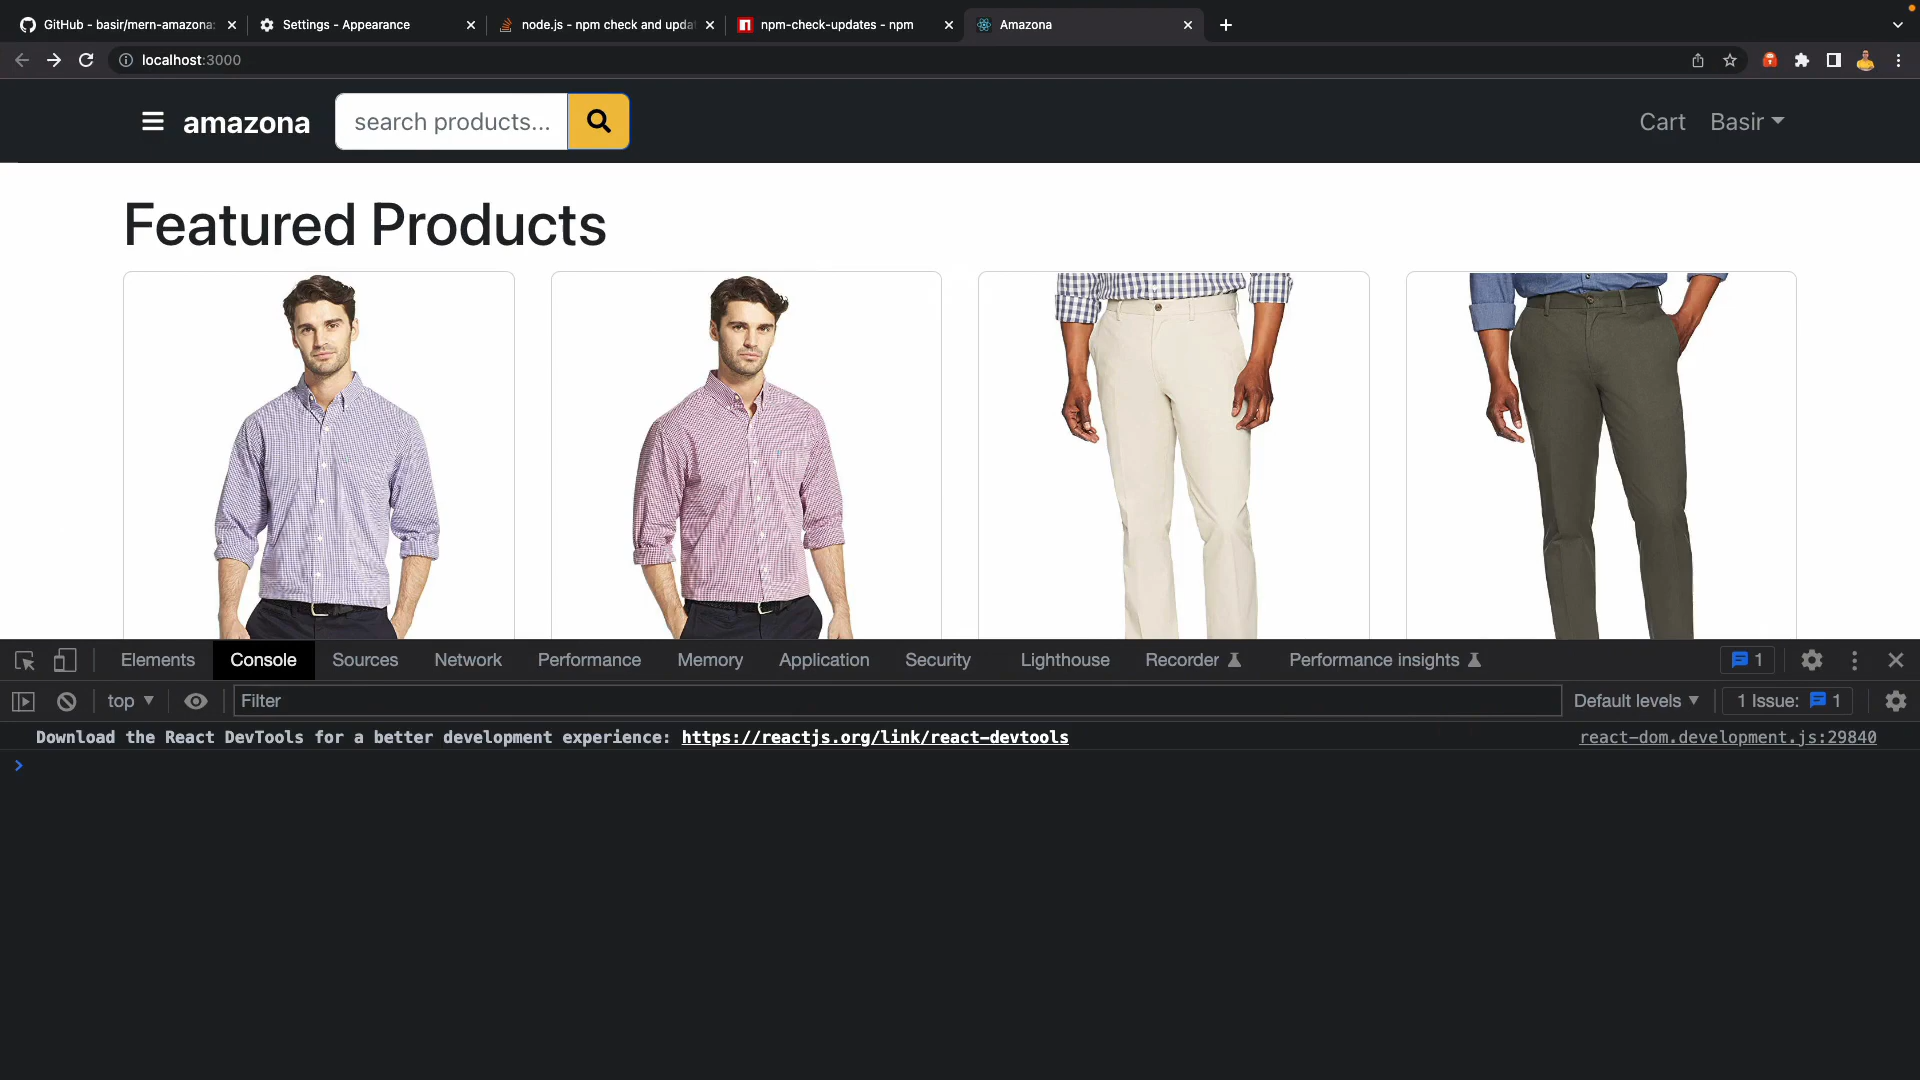 GitHub - basir/mern-amazona:
Settings - Appearance
node.js - npm check and upda
npm-check-updates - npm
Amazona
localhost:3000
amazona
search products...
Cart
Basir
Featured Products
Elements
Console
Sources
Network
Performance
Memory
Application
Security
Lighthouse
Recorder
Performance insights
1
top
Filter
Default levels
1 Issue: 1
Download the React DevTools for a better development experience: https://reactjs.org/link/react-devtools
react-dom.development.js:29840